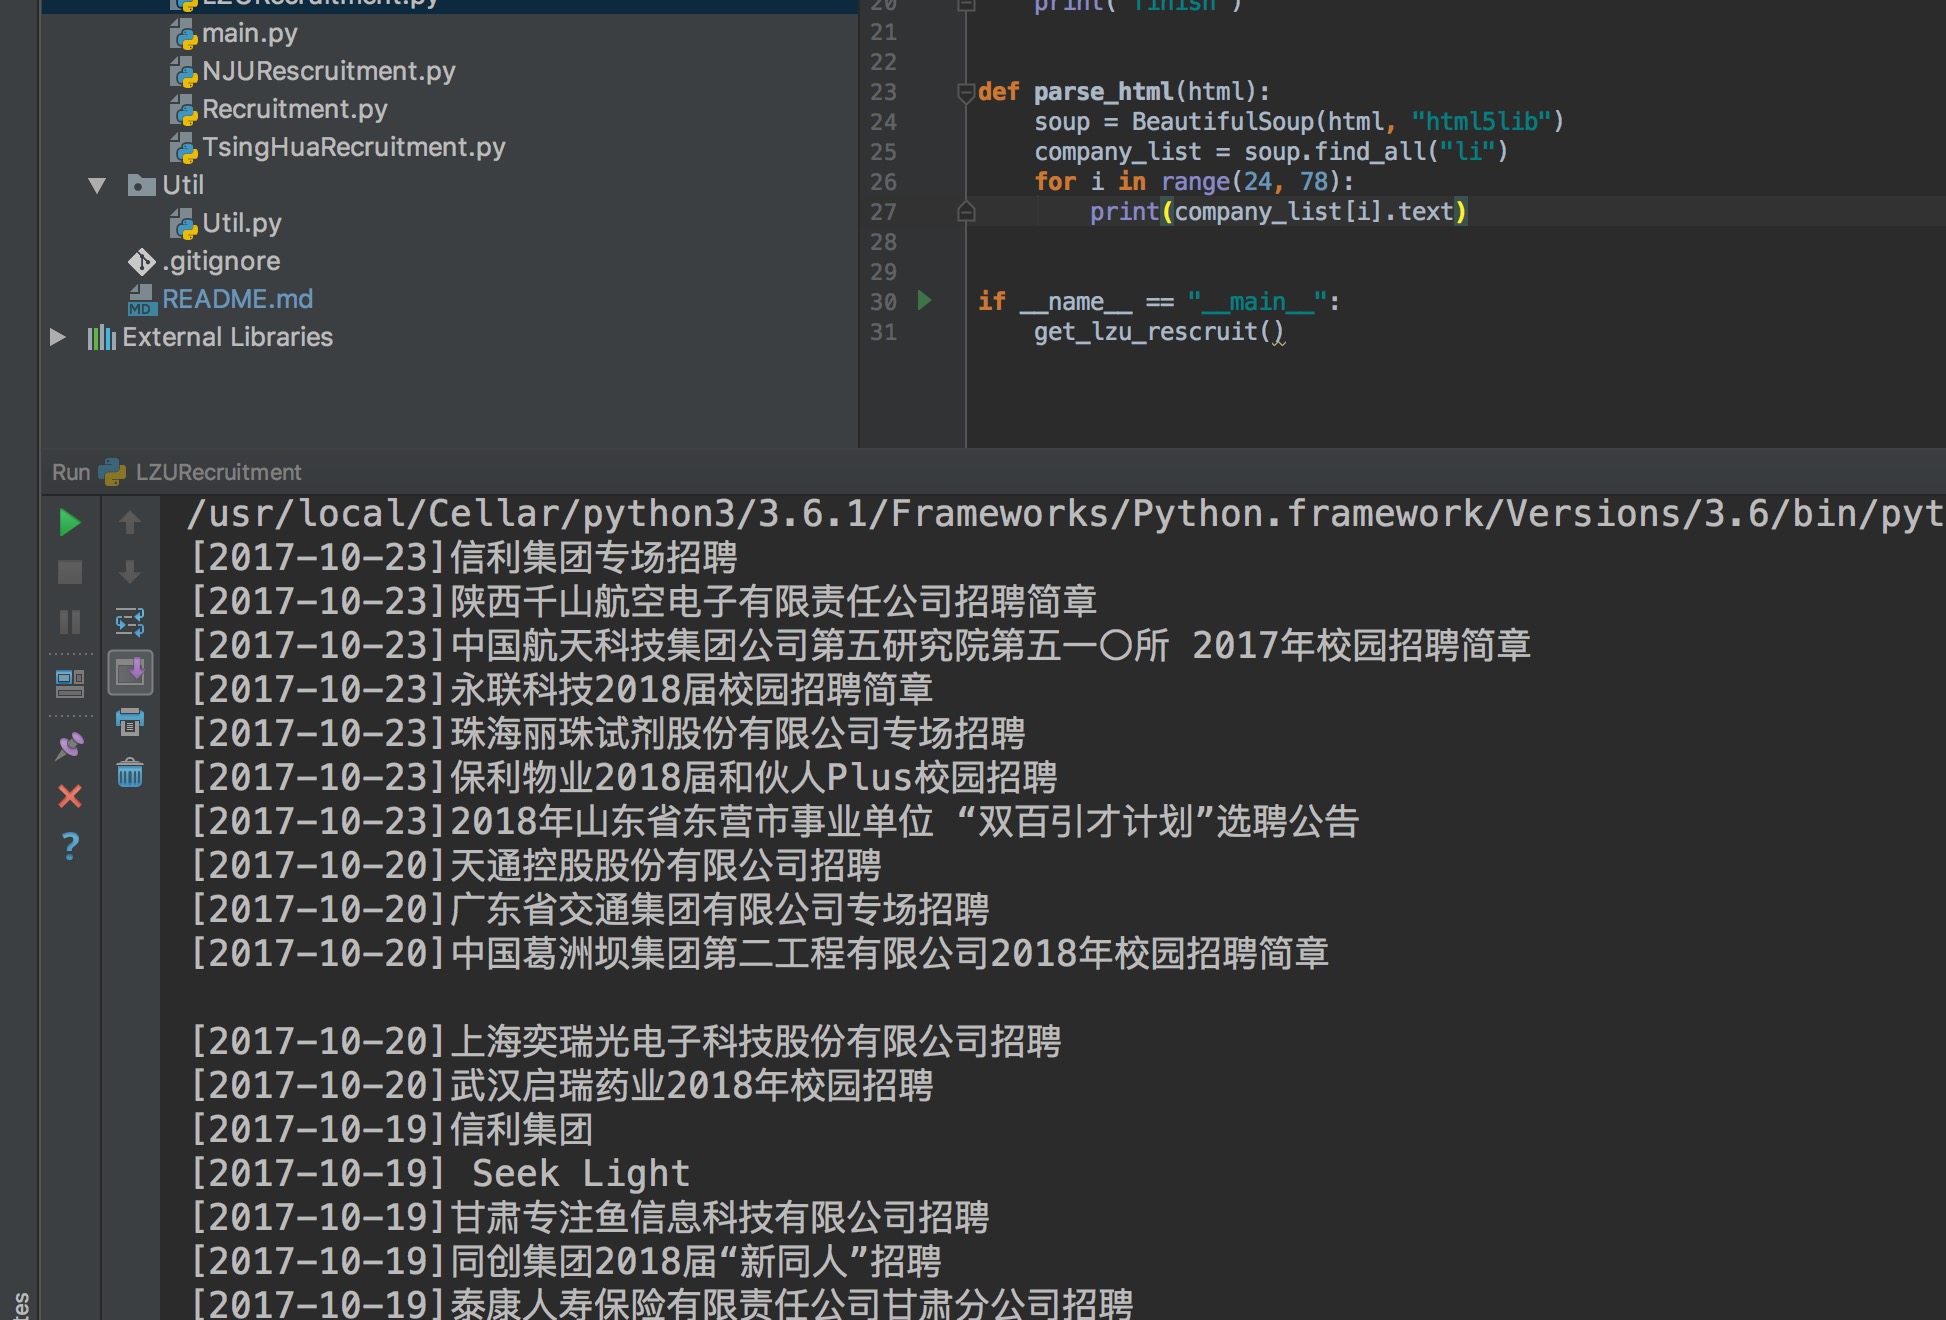 LZURecruitment.py
main.py
NJURescruitment.py
Recruitment.py
TsingHuaRecruitment.py
Util
Util.py
.gitignore
MD README.md
External Libraries
20 print("finish")
21
22
23 def parse_html(html):
24 soup = BeautifulSoup(html, "html5lib")
25 company_list = soup.find_all("li")
26 for i in range(24, 78):
27 print(company_list[i].text)
28
29
30 if __name__ == "__main__":
31 get_lzu_rescruit()
Run LZURecruitment
/usr/local/Cellar/python3/3.6.1/Frameworks/Python.framework/Versions/3.6/bin/pyt
[2017-10-23]信利集团专场招聘
[2017-10-23]陕西千山航空电子有限责任公司招聘简章
[2017-10-23]中国航天科技集团公司第五研究院第五一〇所 2017年校园招聘简章
[2017-10-23]永联科技2018届校园招聘简章
[2017-10-23]珠海丽珠试剂股份有限公司专场招聘
[2017-10-23]保利物业2018届和伙人Plus校园招聘
[2017-10-23]2018年山东省东营市事业单位 “双百引才计划”选聘公告
[2017-10-20]天通控股股份有限公司招聘
[2017-10-20]广东省交通集团有限公司专场招聘
[2017-10-20]中国葛洲坝集团第二工程有限公司2018年校园招聘简章
[2017-10-20]上海奕瑞光电子科技股份有限公司招聘
[2017-10-20]武汉启瑞药业2018年校园招聘
[2017-10-19]信利集团
[2017-10-19] Seek Light
[2017-10-19]甘肃专注鱼信息科技有限公司招聘
[2017-10-19]同创集团2018届“新同人”招聘
[2017-10-19]泰康人寿保险有限责任公司甘肃分公司招聘
tes